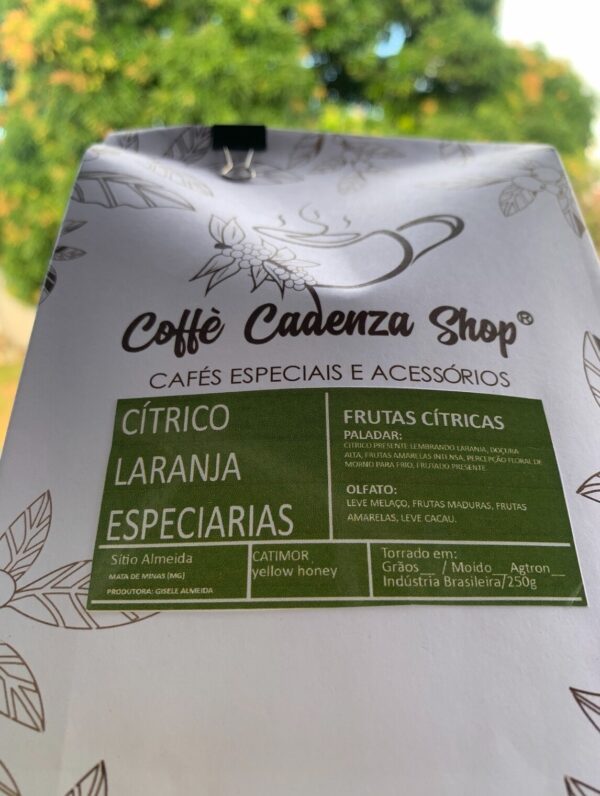 Coffè Cadenza Shop®
CAFÉS ESPECIAIS E ACESSÓRIOS
CÍTRICO
LARANJA
ESPECIARIAS
FRUTAS CÍTRICAS
PALADAR:
CITRICO PRESENTE LEMBRANDO LARANJA, DOÇURA
ALTA, FRUTAS AMARELAS INTENSA, PERCEPÇÃO FLORAL DE
MORNO PARA FRIO, FRUTADO PRESENTE
OLFATO:
LEVE MELAÇO, FRUTAS MADURAS, FRUTAS
AMARELAS, LEVE CACAU.
Sítio Almeida
MATA DE MINAS (MG)
PRODUTORA: GISELE ALMEIDA
CATIMOR
yellow honey
Torrado em:
Grãos__ / Moido__ Agtron__
Indústria Brasileira/250g